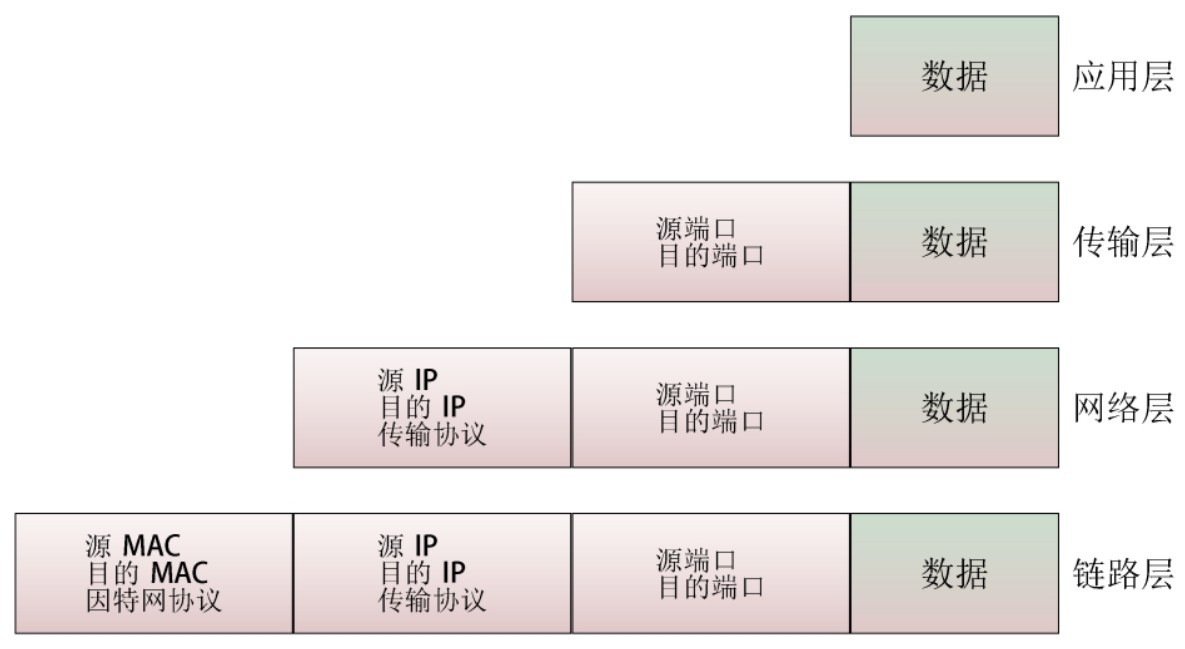 数据
应用层
源端口
目的端口
数据
传输层
源 IP
目的 IP
传输协议
源端口
目的端口
数据
网络层
源 MAC
目的 MAC
因特网协议
源 IP
目的 IP
传输协议
源端口
目的端口
数据
链路层